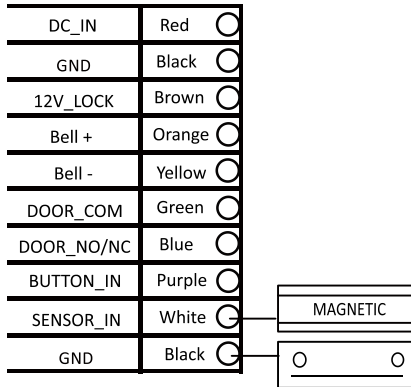 DC_IN Red
GND Black
12V_LOCK Brown
Bell + Orange
Bell - Yellow
DOOR_COM Green
DOOR_NO/NC Blue
BUTTON_IN Purple
SENSOR_IN White MAGNETIC
GND Black